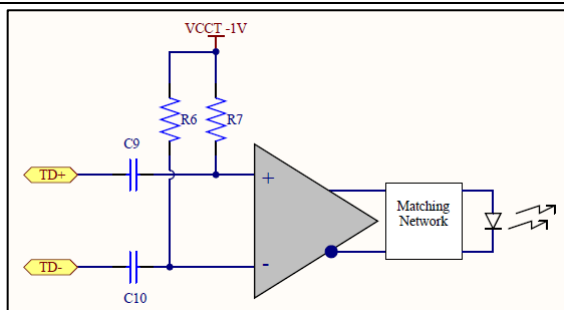 VCCT -1V
R6
R7
C9
TD+
+
Matching
Network
TD-
-
C10